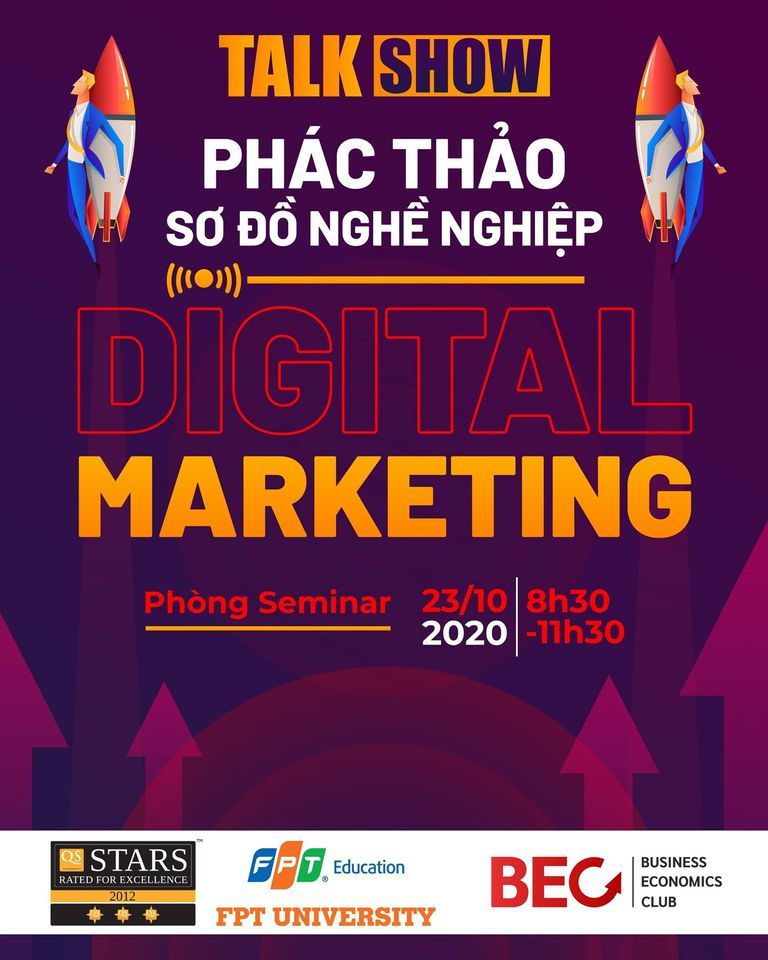 TALK SHOW
PHÁC THẢO
SƠ ĐỒ NGHỀ NGHIỆP
DIGITAL
MARKETING
Phòng Seminar
23/10
2020
8h30
-11h30
QS STARS™
RATED FOR EXCELLENCE
2012
FPT® Education
FPT UNIVERSITY
BEC
BUSINESS
ECONOMICS
CLUB